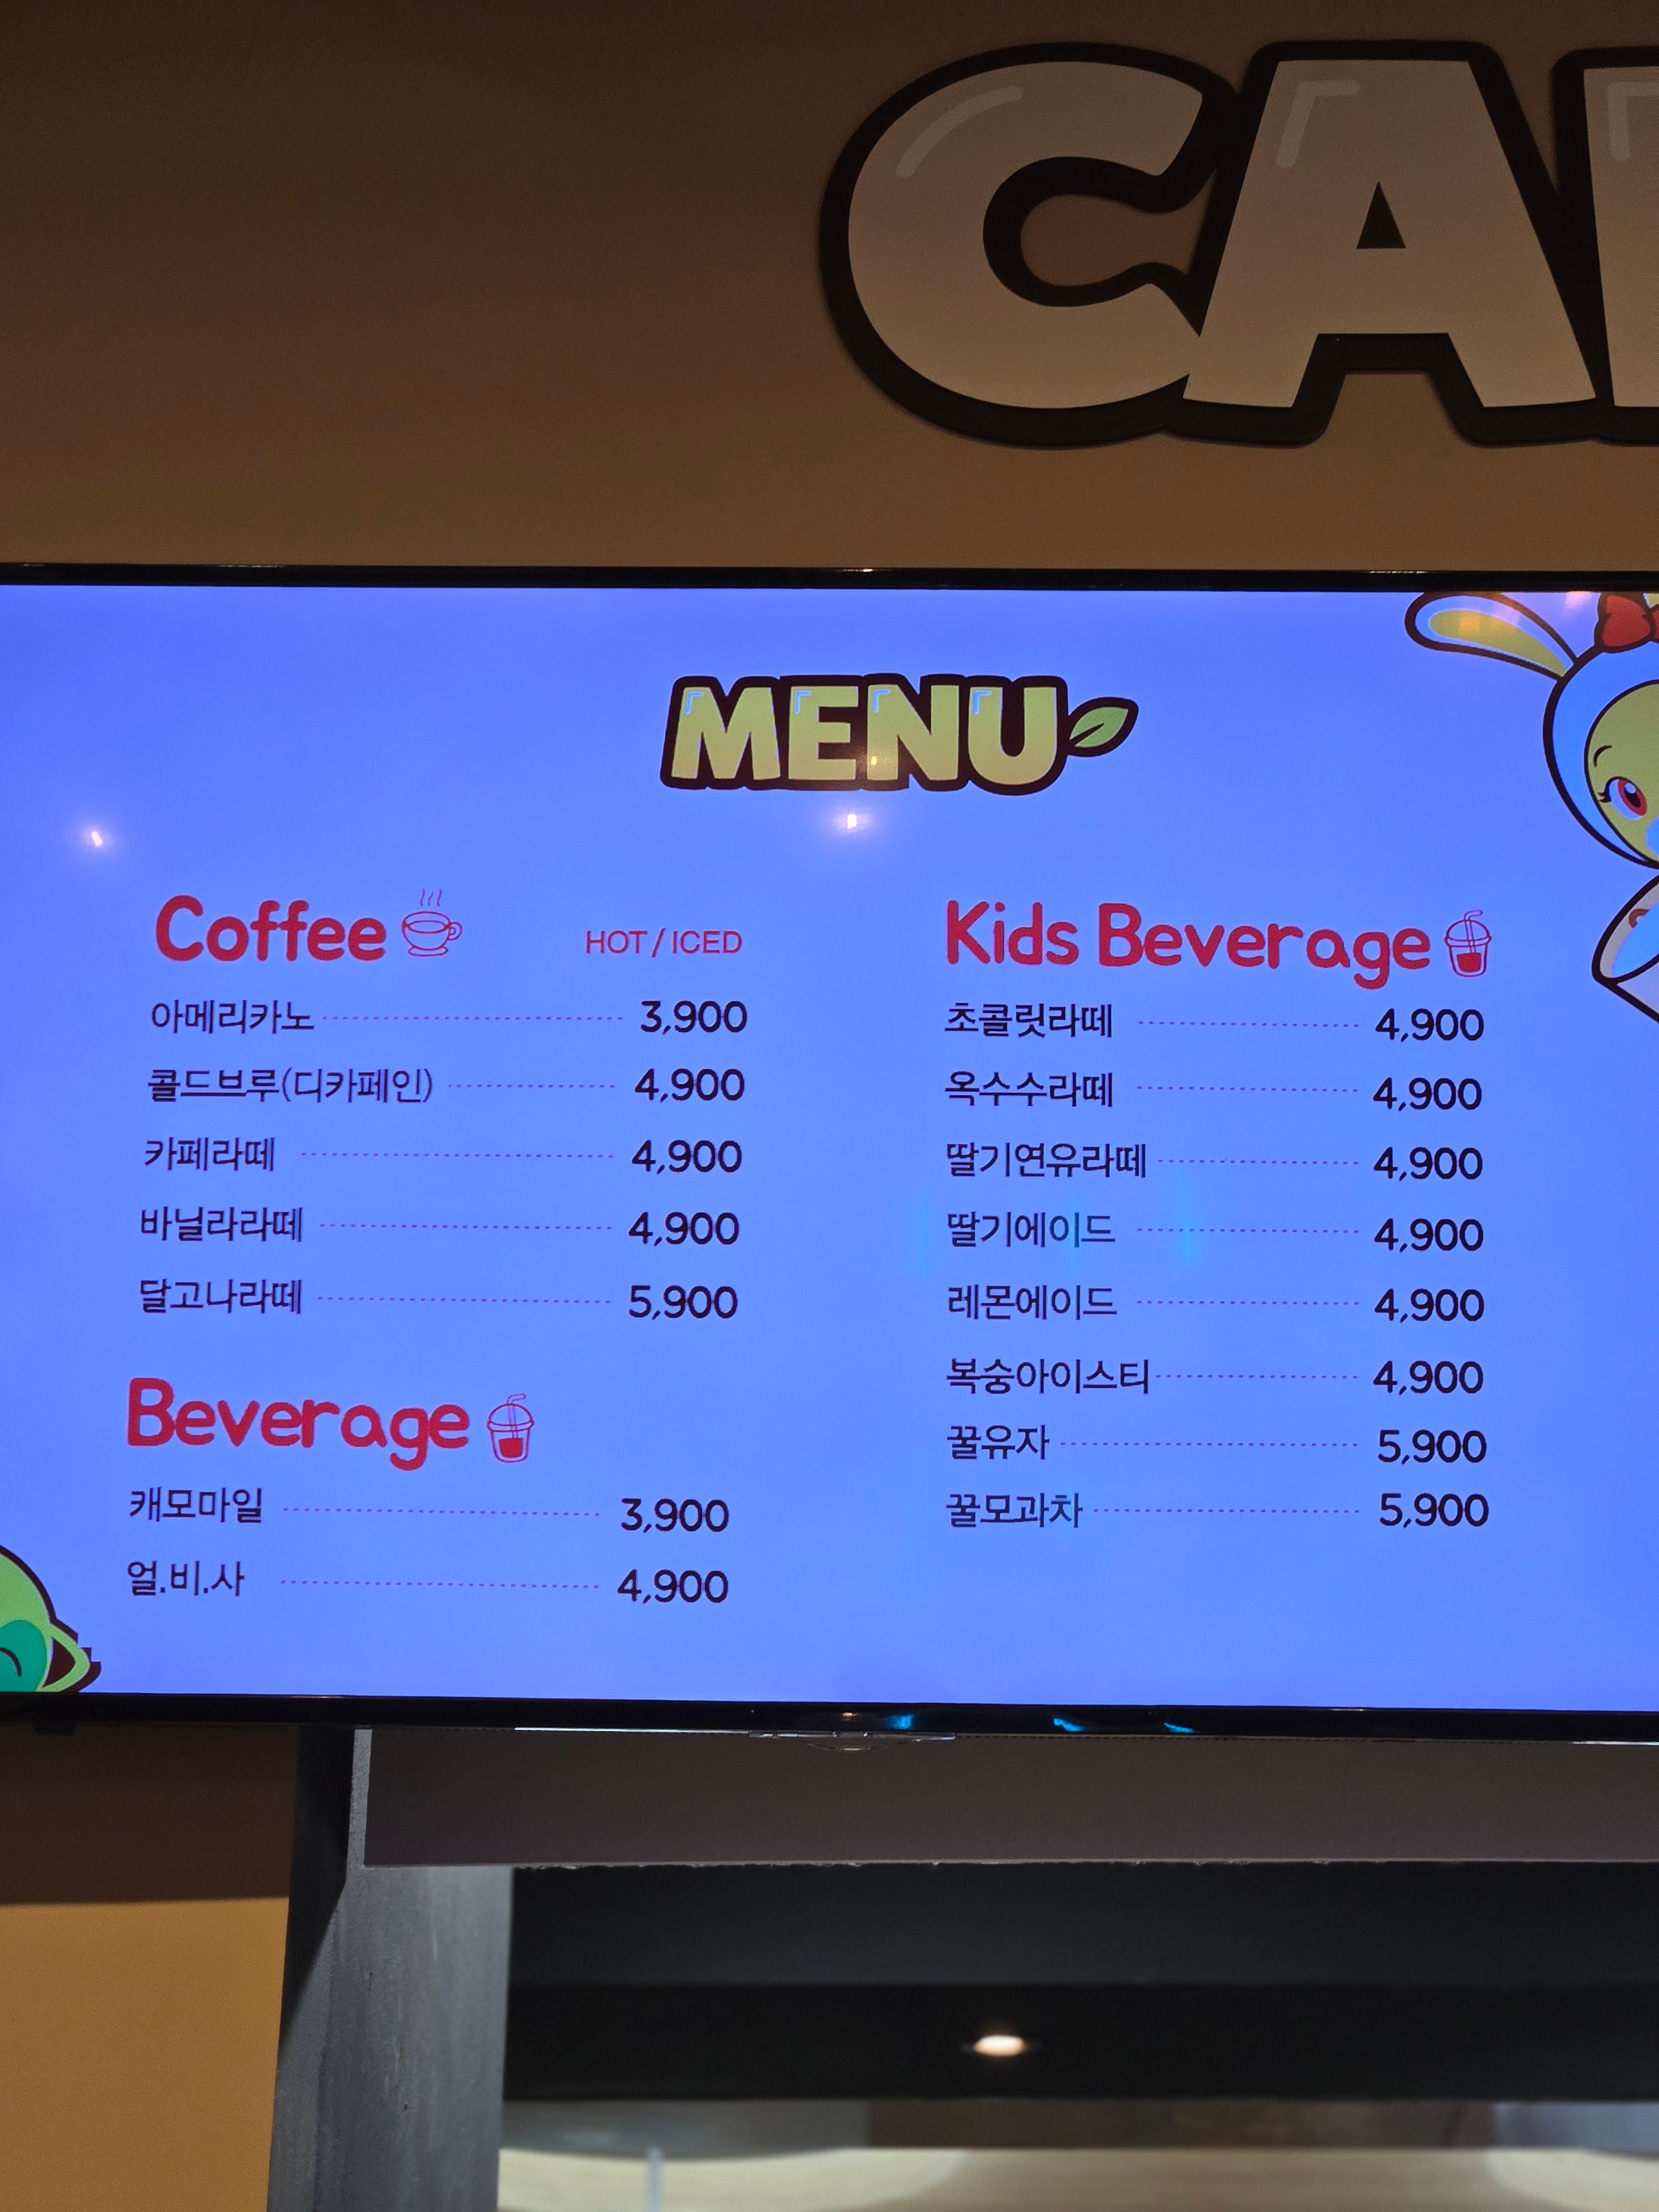 CA
MENU
Coffee HOT / ICED
아메리카노 3,900
콜드브루(디카페인) 4,900
카페라떼 4,900
바닐라라떼 4,900
달고나라떼 5,900
Beverage
캐모마일 3,900
얼.비.사 4,900
Kids Beverage
초콜릿라떼 4,900
옥수수라떼 4,900
딸기연유라떼 4,900
딸기에이드 4,900
레몬에이드 4,900
복숭아이스티 4,900
꿀유자 5,900
꿀모과차 5,900